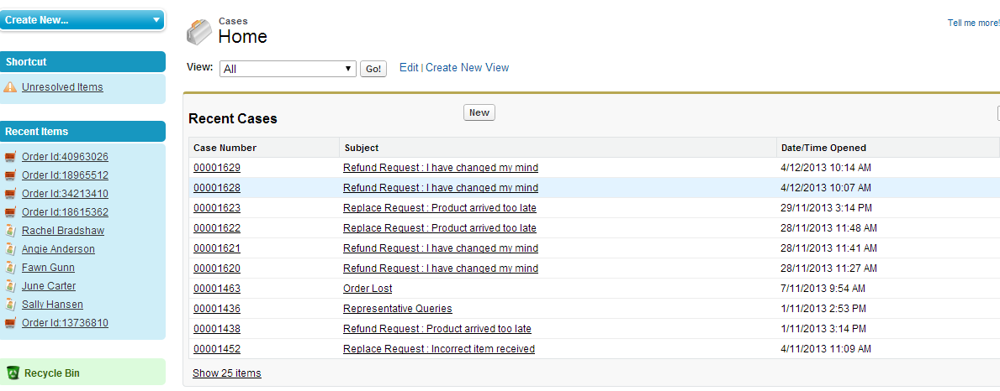 Create New...
Shortcut
Unresolved Items
Recent Items
Order Id:40963026
Order Id:18965512
Order Id:34213410
Order Id:18615362
Rachel Bradshaw
Angie Anderson
Fawn Gunn
June Carter
Sally Hansen
Order Id:13736810
Recycle Bin
Cases
Home
Tell me more!
View: All Go! Edit | Create New View
Recent Cases New
Case Number Subject Date/Time Opened
00001629 Refund Request : I have changed my mind 4/12/2013 10:14 AM
00001628 Refund Request : I have changed my mind 4/12/2013 10:07 AM
00001623 Replace Request : Product arrived too late 29/11/2013 3:14 PM
00001622 Replace Request : Product arrived too late 28/11/2013 11:48 AM
00001621 Refund Request : I have changed my mind 28/11/2013 11:41 AM
00001620 Refund Request : I have changed my mind 28/11/2013 11:27 AM
00001463 Order Lost 7/11/2013 9:54 AM
00001436 Representative Queries 1/11/2013 2:53 PM
00001438 Refund Request : Product arrived too late 1/11/2013 3:14 PM
00001452 Replace Request : Incorrect item received 4/11/2013 11:09 AM
Show 25 items